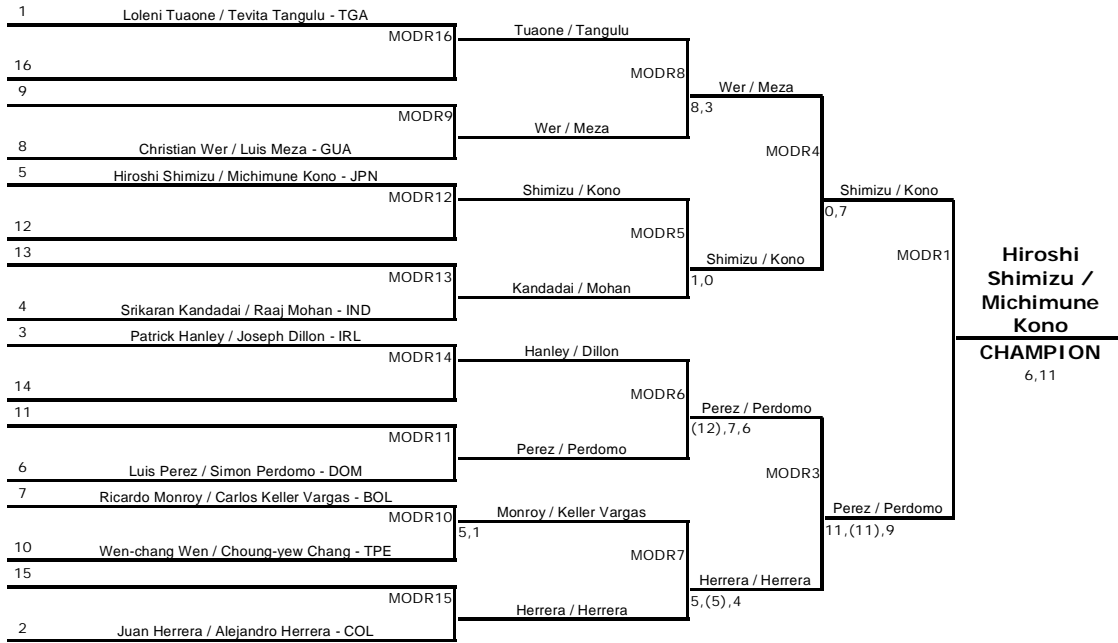 1
Loleni Tuaone / Tevita Tangulu - TGA
MODR16
Tuaone / Tangulu
16
MODR8
Wer / Meza
8,3
9
MODR9
Wer / Meza
8
Christian Wer / Luis Meza - GUA
MODR4
5
Hiroshi Shimizu / Michimune Kono - JPN
MODR12
Shimizu / Kono
Shimizu / Kono
0,7
12
MODR5
Shimizu / Kono
1,0
13
MODR13
Kandadai / Mohan
4
Srikaran Kandadai / Raaj Mohan - IND
MODR1
Hiroshi
Shimizu /
Michimune
Kono
CHAMPION
6,11
3
Patrick Hanley / Joseph Dillon - IRL
MODR14
Hanley / Dillon
14
MODR6
Perez / Perdomo
(12),7,6
11
MODR11
Perez / Perdomo
6
Luis Perez / Simon Perdomo - DOM
MODR3
7
Ricardo Monroy / Carlos Keller Vargas - BOL
MODR10
Monroy / Keller Vargas
5,1
Perez / Perdomo
11,(11),9
10
Wen-chang Wen / Choung-yew Chang - TPE
MODR7
15
MODR15
Herrera / Herrera
5,(5),4
Herrera / Herrera
2
Juan Herrera / Alejandro Herrera - COL